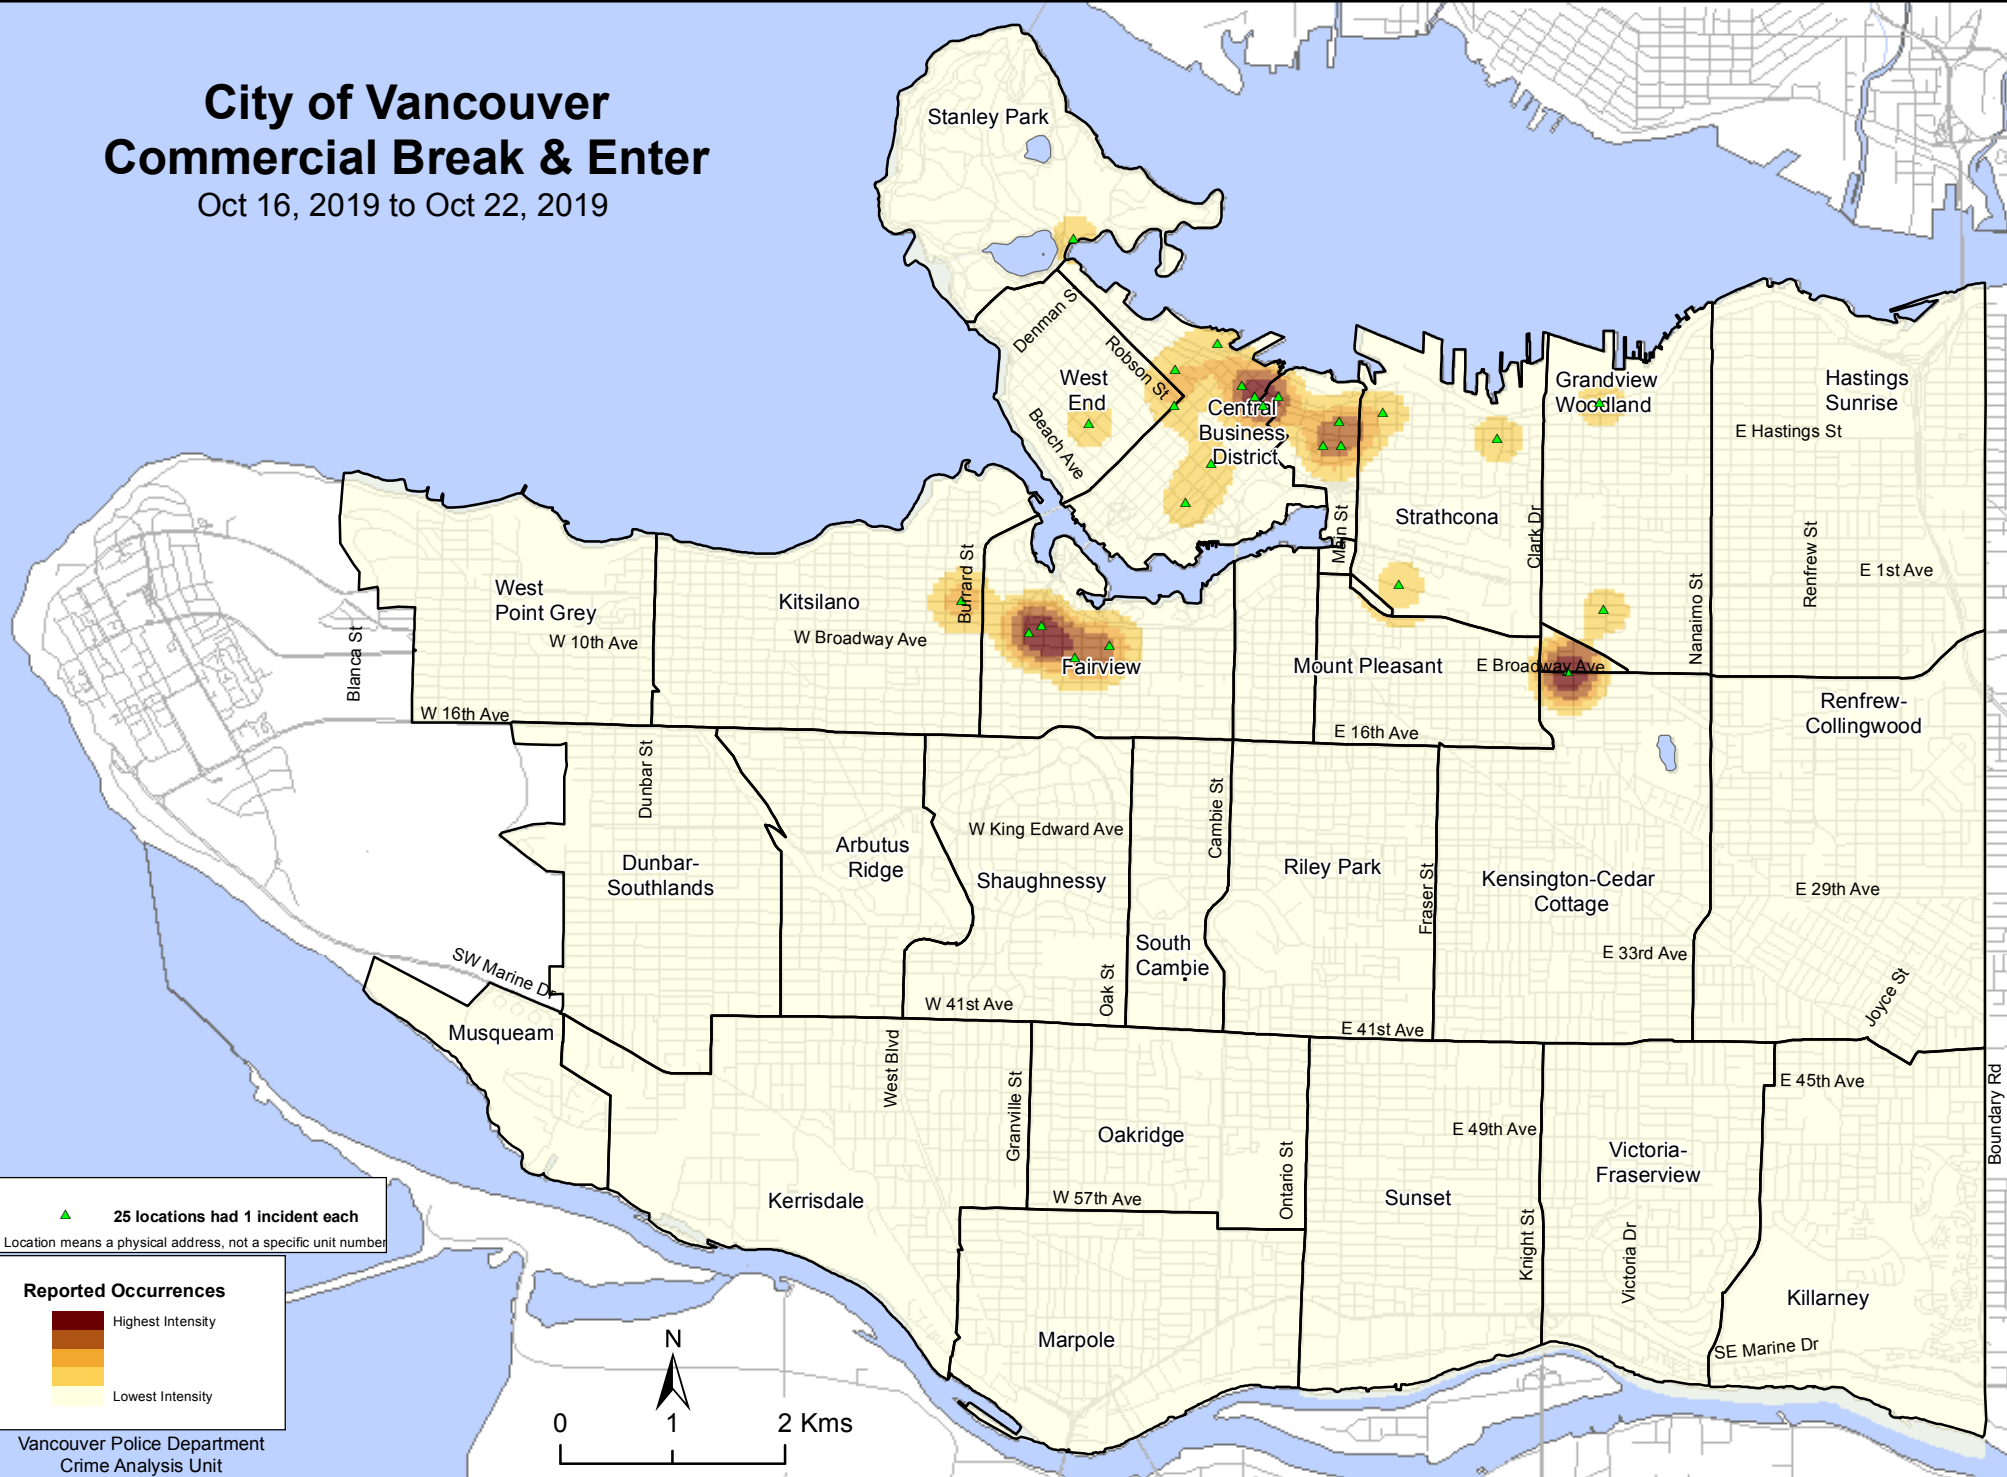 City of Vancouver
Commercial Break & Enter
Oct 16, 2019 to Oct 22, 2019
Stanley Park
Denman S
Robson St
West
End
Beach Ave
Central
Business
District
Grandview
Woodland
Hastings
Sunrise
E Hastings St
Strathcona
Main St
Clark Dr
Nanaimo St
Renfrew St
E 1st Ave
West
Point Grey
W 10th Ave
Blanca St
W 16th Ave
Kitsilano
W Broadway Ave
Burrard St
Fairview
Mount Pleasant
E Broadway Ave
E 16th Ave
Renfrew-
Collingwood
Dunbar St
Dunbar-
Southlands
Arbutus
Ridge
W King Edward Ave
Shaughnessy
Cambie St
Riley Park
Fraser St
Kensington-Cedar
Cottage
E 29th Ave
E 33rd Ave
South
Cambie
Oak St
W 41st Ave
E 41st Ave
Joyce St
SW Marine Dr
Musqueam
West Blvd
Granville St
Oakridge
Ontario St
W 57th Ave
Kerrisdale
Sunset
E 49th Ave
Knight St
Victoria-
Fraserview
Victoria Dr
E 45th Ave
Boundary Rd
Killarney
SE Marine Dr
Marpole
25 locations had 1 incident each
Location means a physical address, not a specific unit number
Reported Occurrences
Highest Intensity
Lowest Intensity
Vancouver Police Department
Crime Analysis Unit
N
0 1 2 Kms